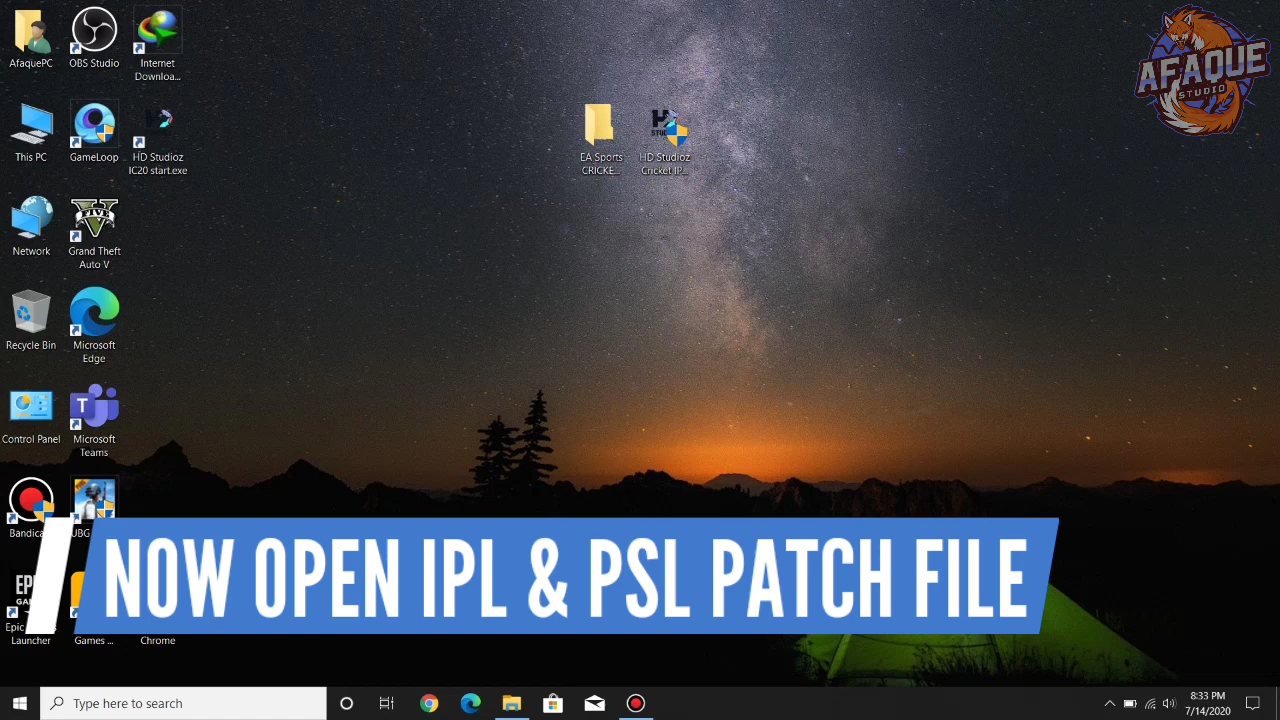 AfaquePC
OBS Studio
Internet
Downloa...
AFAQUE
STUDIO
This PC
GameLoop
HD Studioz
IC20 start.exe
EA Sports
CRICKE...
HD Studioz
Cricket IP...
Network
FIVE
Grand Theft
Auto V
Recycle Bin
Microsoft
Edge
Control Panel
T
Microsoft
Teams
NOW OPEN IPL & PSL PATCH FILE
Launcher
Games ...
Chrome
Type here to search
8:33 PM
7/14/2020